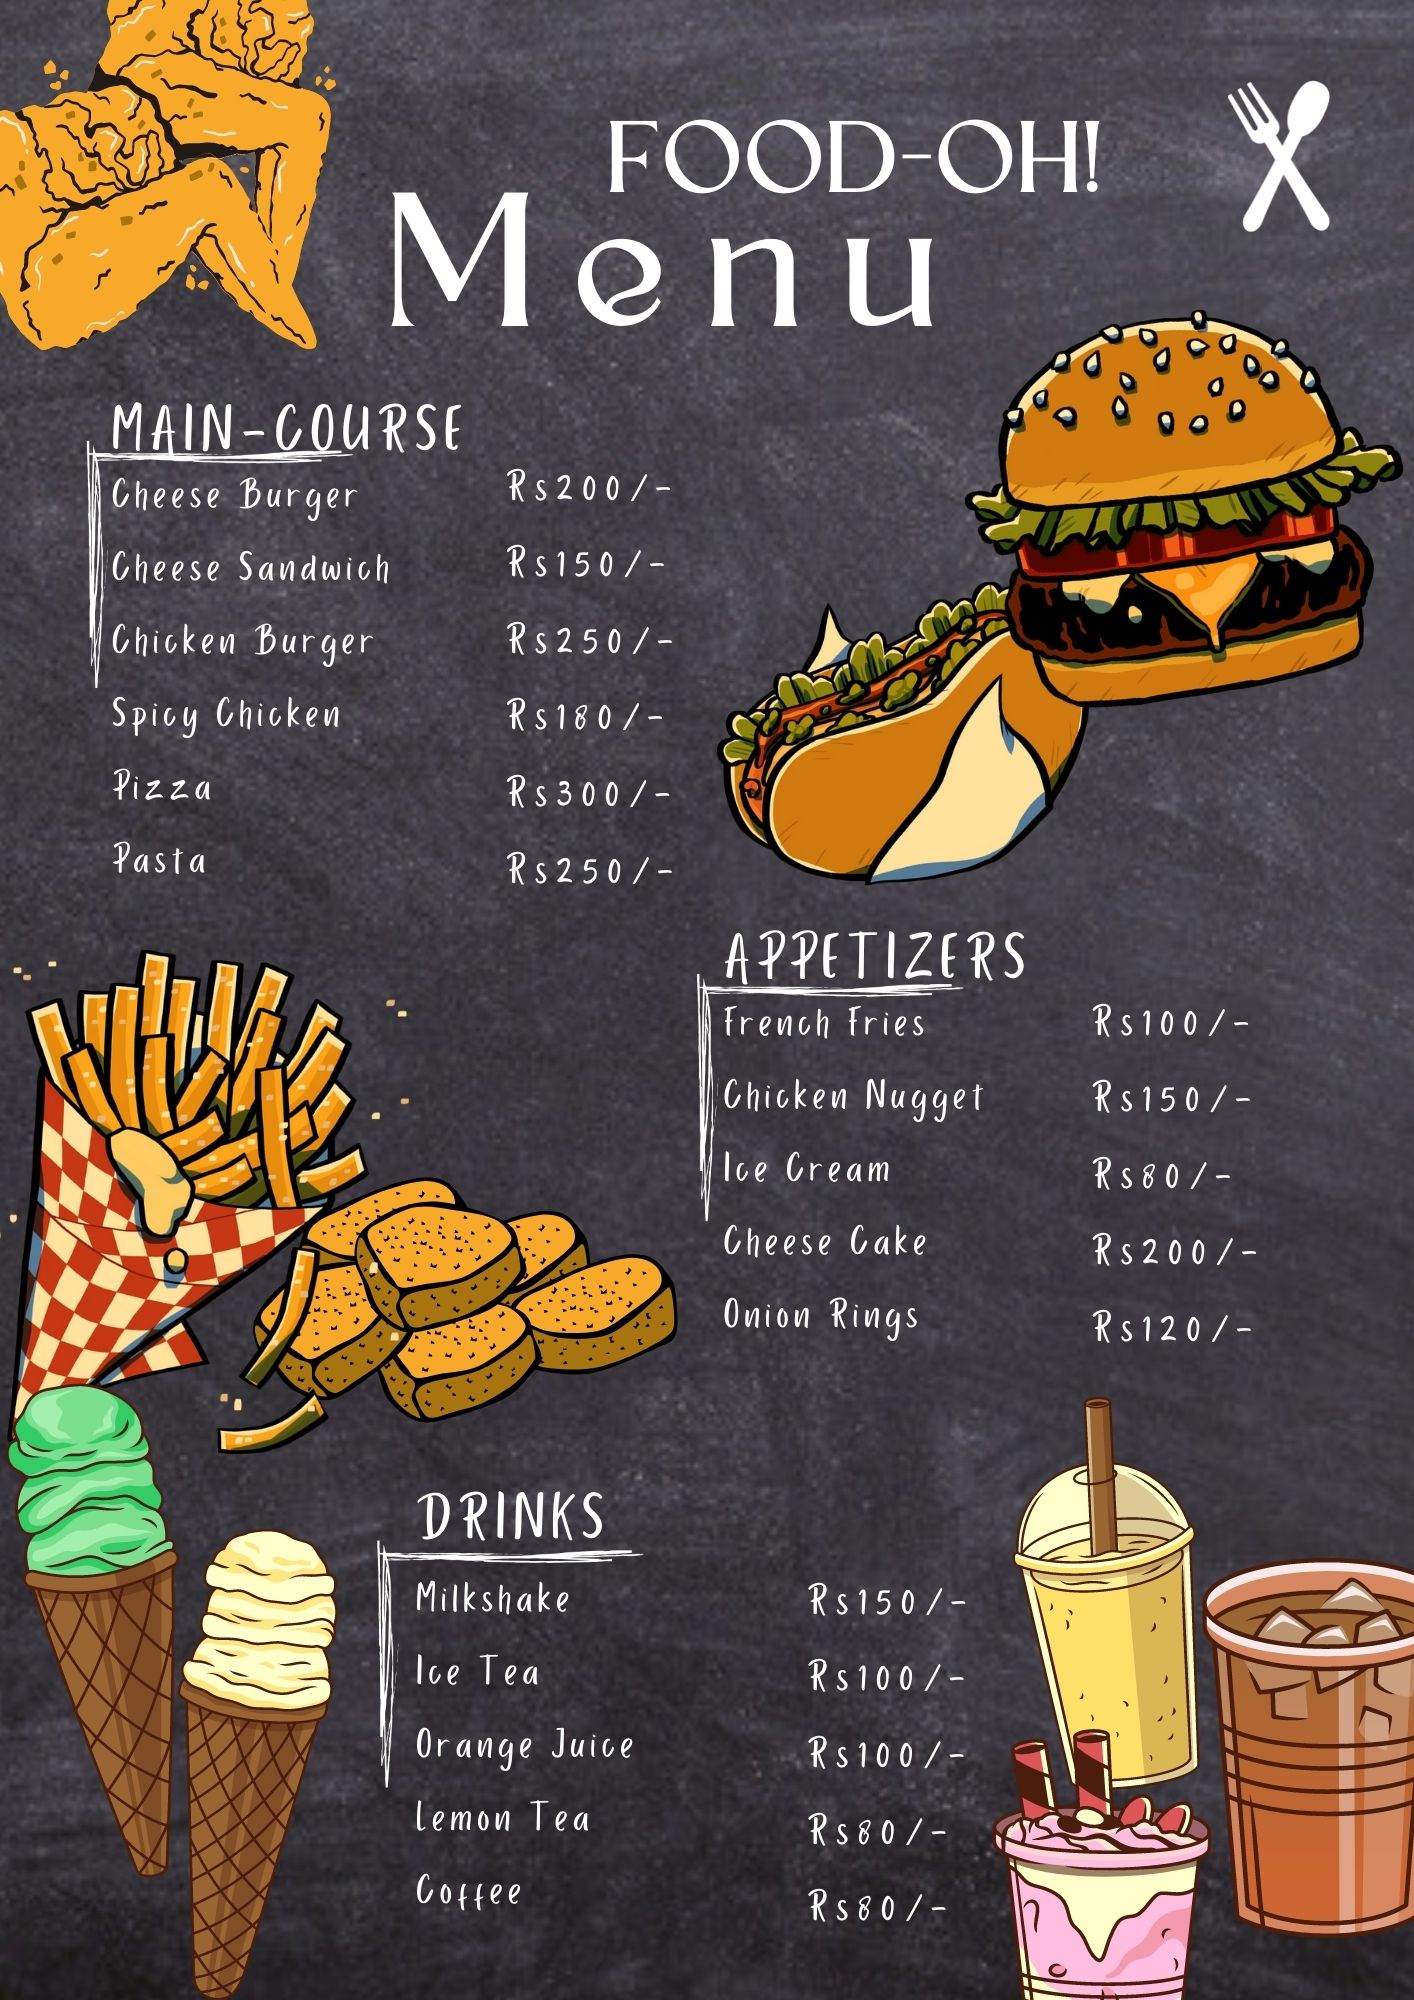 FOOD-OH!
Menu
MAIN-COURSE
Cheese Burger Rs200/-
Cheese Sandwich Rs150/-
Chicken Burger Rs250/-
Spicy Chicken Rs180/-
Pizza Rs300/-
Pasta Rs250/-
APPETIZERS
French Fries Rs100/-
Chicken Nugget Rs150/-
Ice Cream Rs80/-
Cheese Cake Rs200/-
Onion Rings Rs120/-
DRINKS
Milkshake Rs150/-
Ice Tea Rs100/-
Orange Juice Rs100/-
Lemon Tea Rs80/-
Coffee Rs80/-